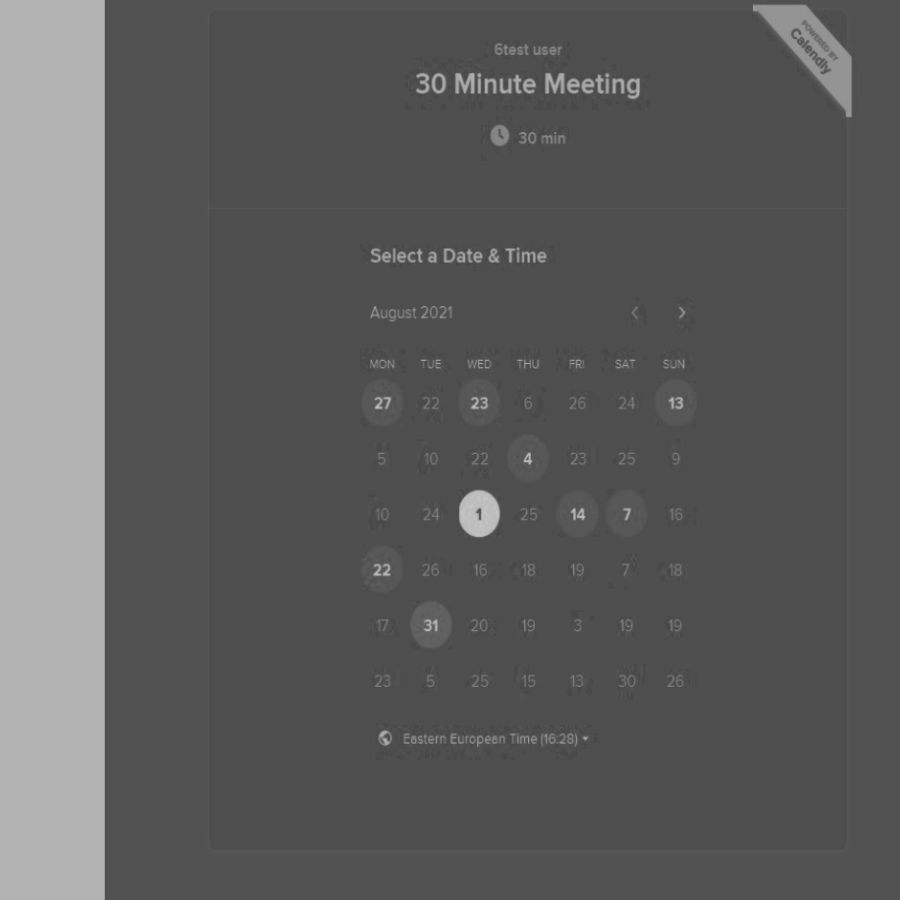 6test user
POWERED BY
Calendly
30 Minute Meeting
30 min
Select a Date & Time
August 2021
MON TUE WED THU FRI SAT SUN
27 22 23 6 26 24 13
5 10 22 4 23 25 9
10 24 1 25 14 7 16
22 26 16 18 19 7 18
17 31 20 19 3 19 19
23 5 25 15 13 30 26
Eastern European Time (16:28)